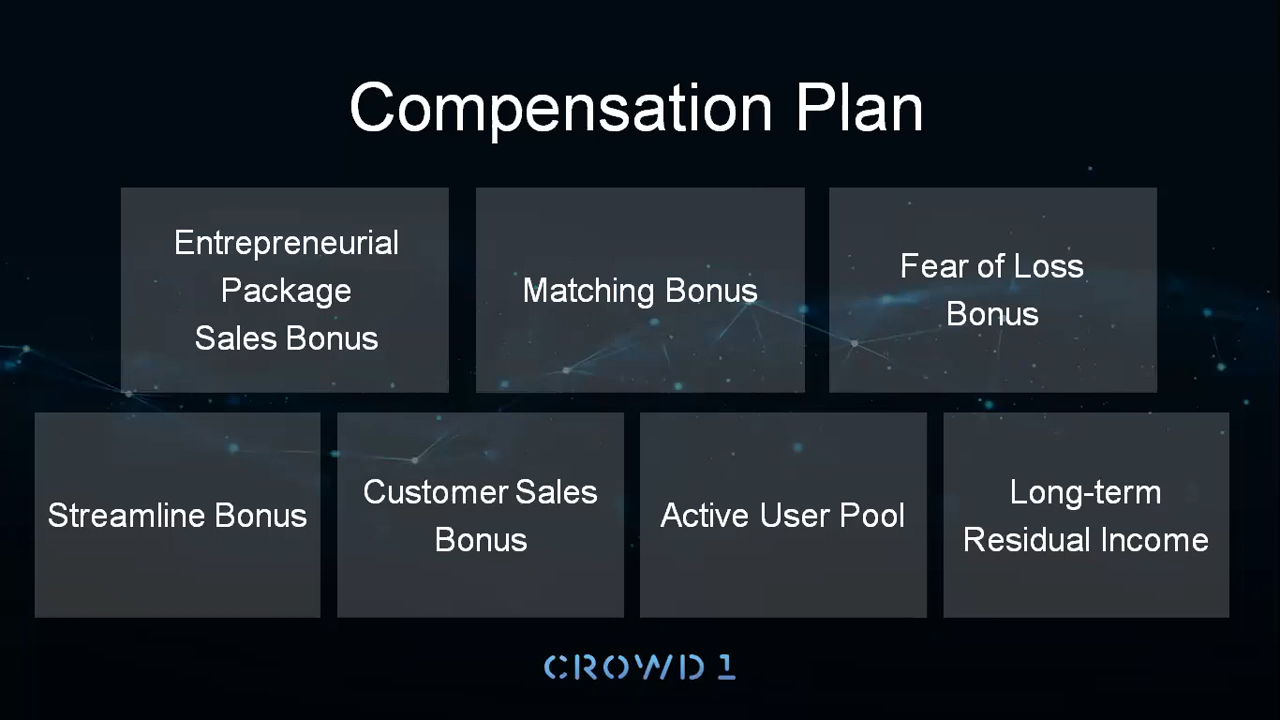 Compensation Plan
Entrepreneurial
Package
Sales Bonus
Matching Bonus
Fear of Loss
Bonus
Streamline Bonus
Customer Sales
Bonus
Active User Pool
Long-term
Residual Income
CROWD 1